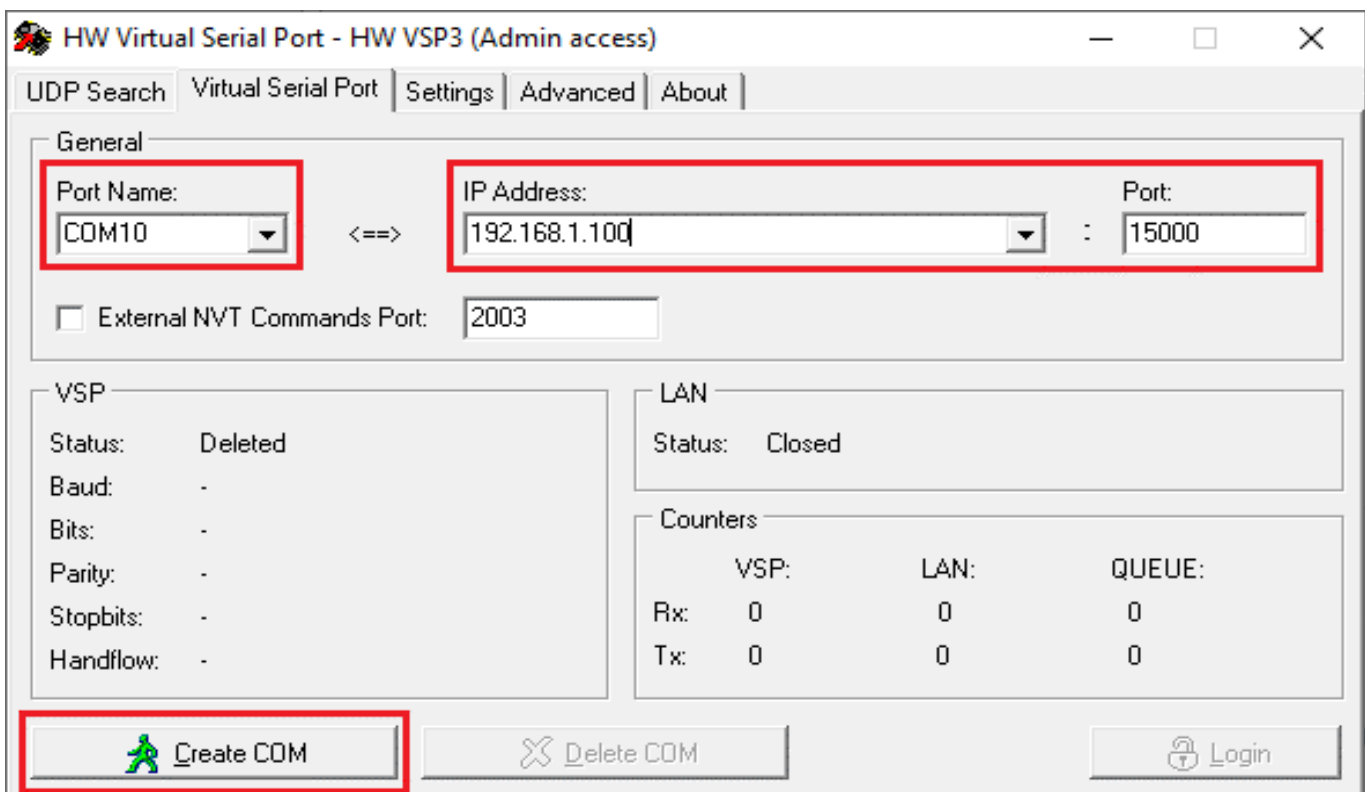 HW Virtual Serial Port - HW VSP3 (Admin access)
UDP Search Virtual Serial Port Settings Advanced About
General
Port Name: IP Address: Port:
COM10 <==> 192.168.1.100 : 15000
External NVT Commands Port: 2003
VSP
Status: Deleted
Baud: -
Bits: -
Parity: -
Stopbits: -
Handflow: -
LAN
Status: Closed
Counters
VSP: LAN: QUEUE:
Rx: 0 0 0
Tx: 0 0 0
Create COM Delete COM Login